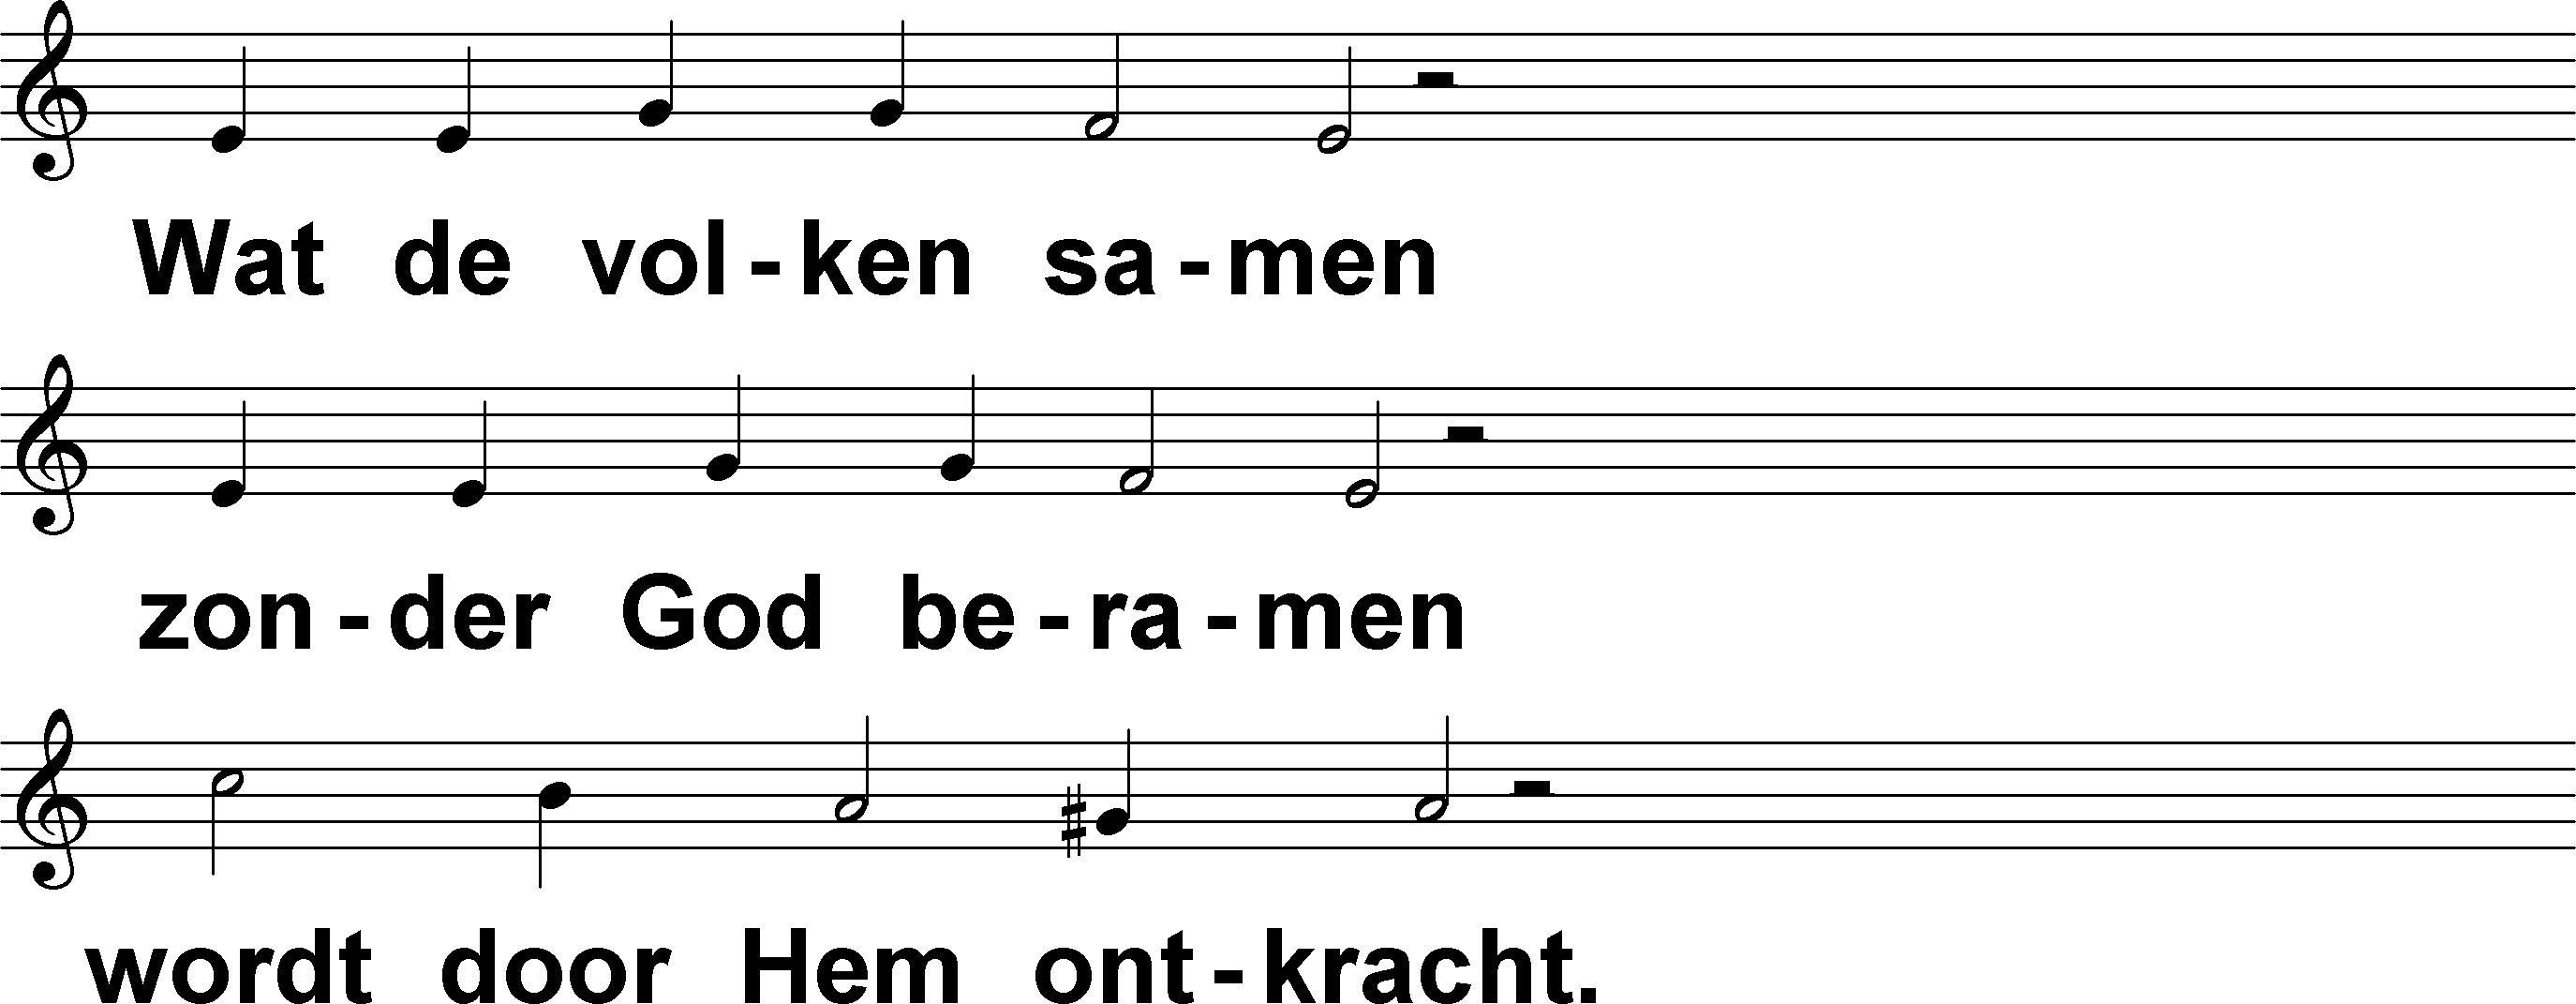 Wat de vol-ken sa-men
zon-der God be-ra-men
wordt door Hem ont-kracht.